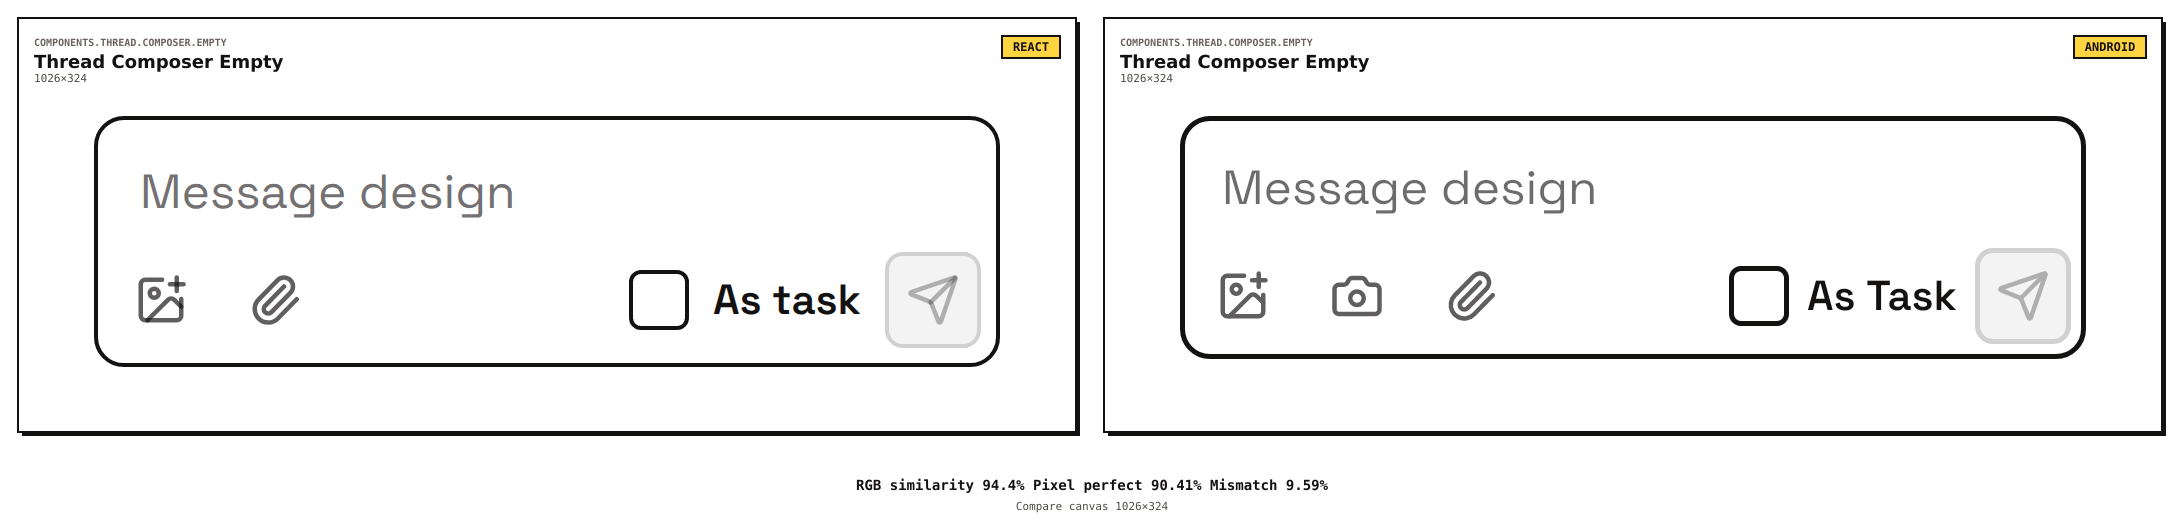 COMPONENTS.THREAD.COMPOSER.EMPTY
Thread Composer Empty
1026×324
REACT
Message design
As task
COMPONENTS.THREAD.COMPOSER.EMPTY
Thread Composer Empty
1026×324
ANDROID
Message design
As Task
RGB similarity 94.4% Pixel perfect 90.41% Mismatch 9.59%
Compare canvas 1026×324